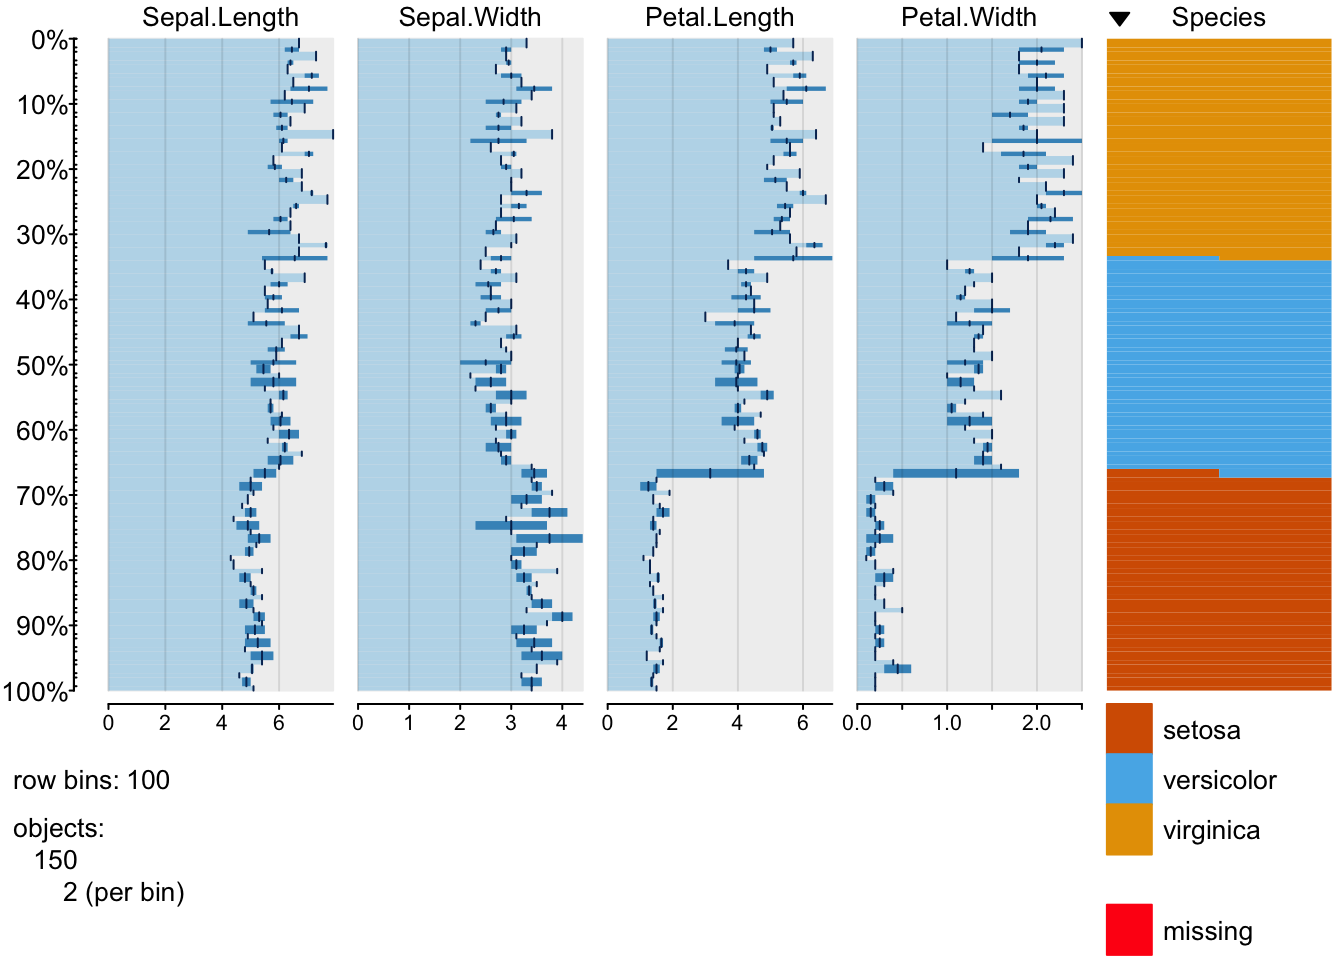 Sepal.Length Sepal.Width Petal.Length Petal.Width Species
0%
10%
20%
30%
40%
50%
60%
70%
80%
90%
100%
0 2 4 6 0 1 2 3 4 0 2 4 6 0.0 1.0 2.0
setosa
versicolor
virginica
missing
row bins: 100
objects:
150
2 (per bin)